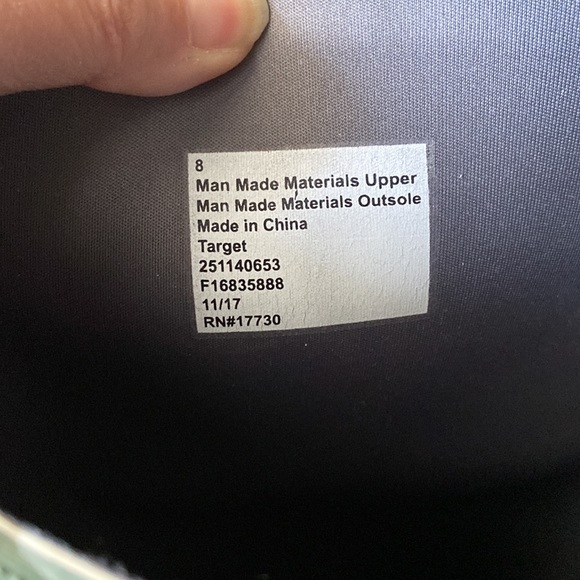 8
Man Made Materials Upper
Man Made Materials Outsole
Made in China
Target
251140653
F16835888
11/17
RN#17730